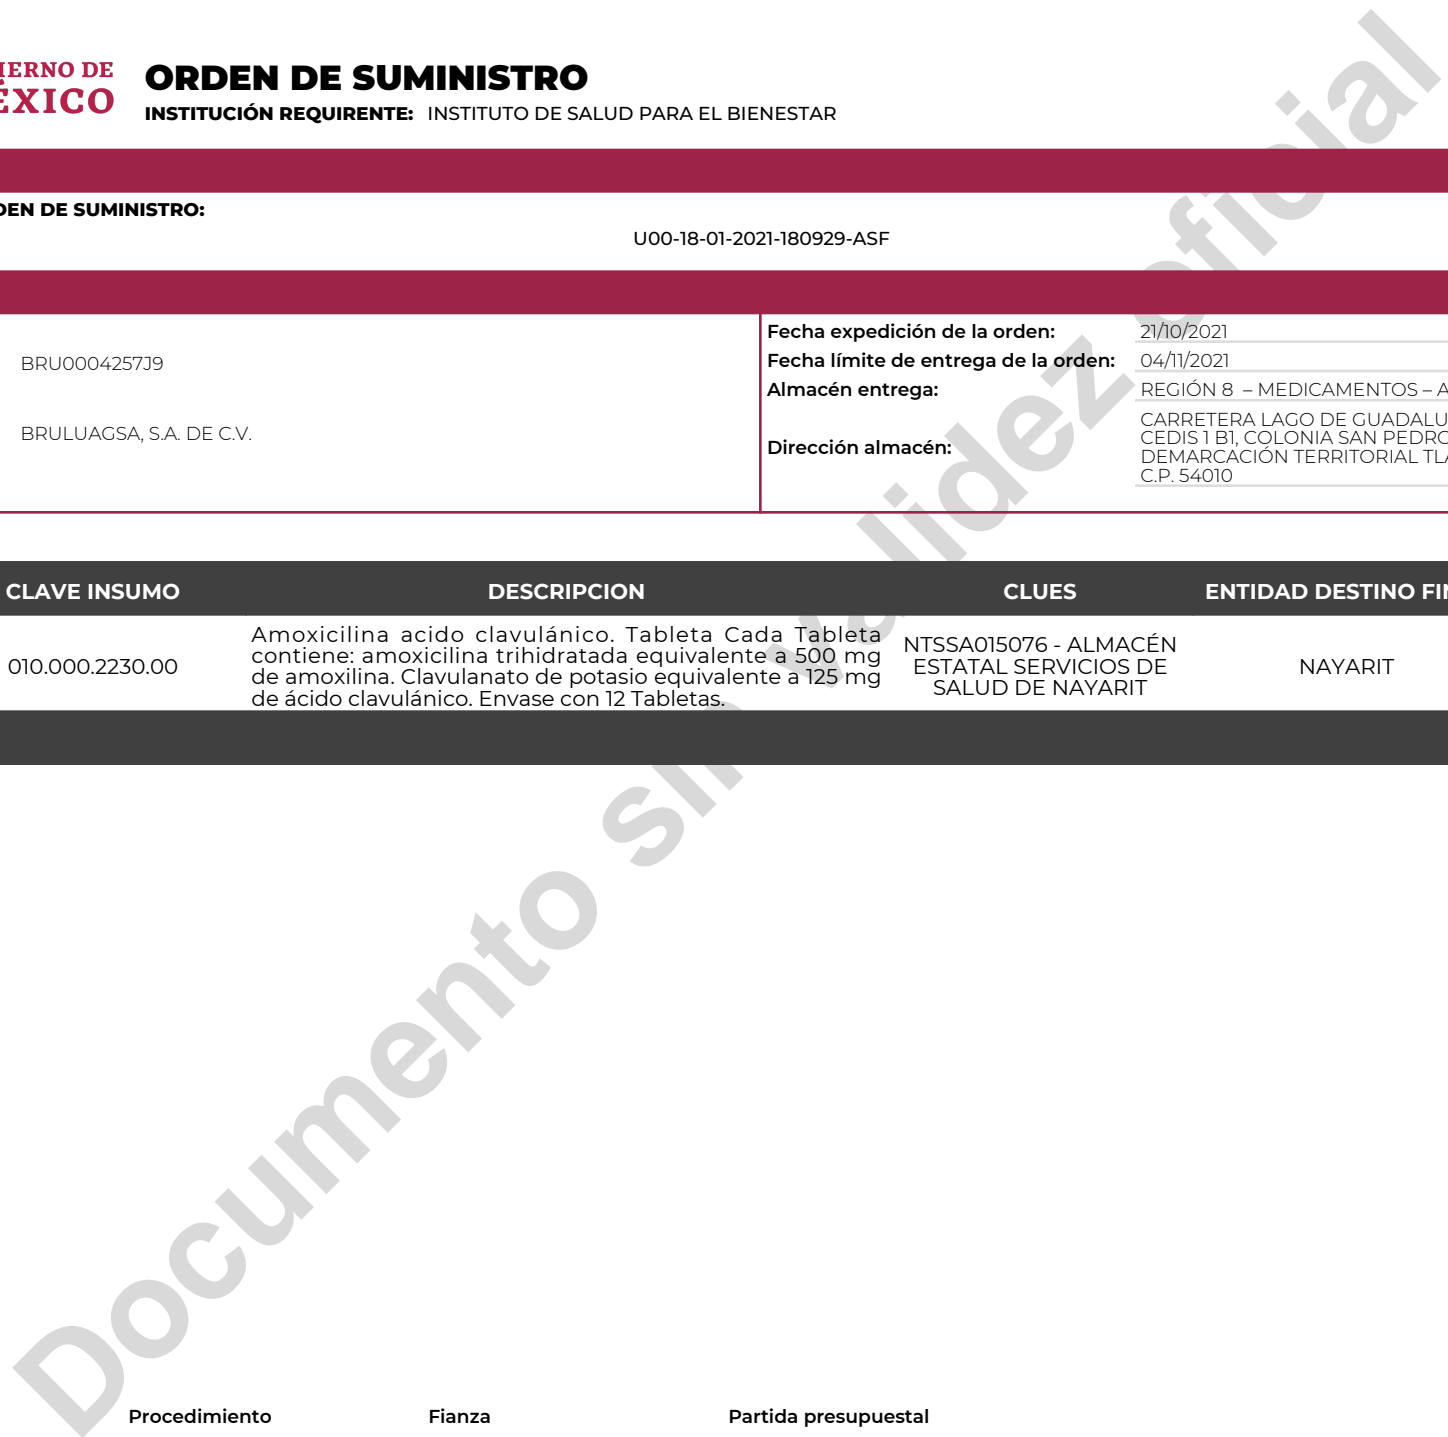 IERNO DE
ÉXICO
ORDEN DE SUMINISTRO
INSTITUCIÓN REQUIRENTE: INSTITUTO DE SALUD PARA EL BIENESTAR
DEN DE SUMINISTRO:
U00-18-01-2021-180929-ASF
BRU0004257J9
BRULUAGSA, S.A. DE C.V.
Fecha expedición de la orden: 21/10/2021
Fecha límite de entrega de la orden: 04/11/2021
Almacén entrega: REGIÓN 8 – MEDICAMENTOS – A
Dirección almacén:
CARRETERA LAGO DE GUADALU
CEDIS 1 B1, COLONIA SAN PEDRO
DEMARCACIÓN TERRITORIAL TLA
C.P. 54010
CLAVE INSUMO DESCRIPCION CLUES ENTIDAD DESTINO FIN
010.000.2230.00
Amoxicilina acido clavulánico. Tableta Cada Tableta
contiene: amoxicilina trihidratada equivalente a 500 mg
de amoxilina. Clavulanato de potasio equivalente a 125 mg
de ácido clavulánico. Envase con 12 Tabletas.
NTSSA015076 - ALMACÉN
ESTATAL SERVICIOS DE
SALUD DE NAYARIT
NAYARIT
Documento sin validez oficial
Procedimiento Fianza Partida presupuestal